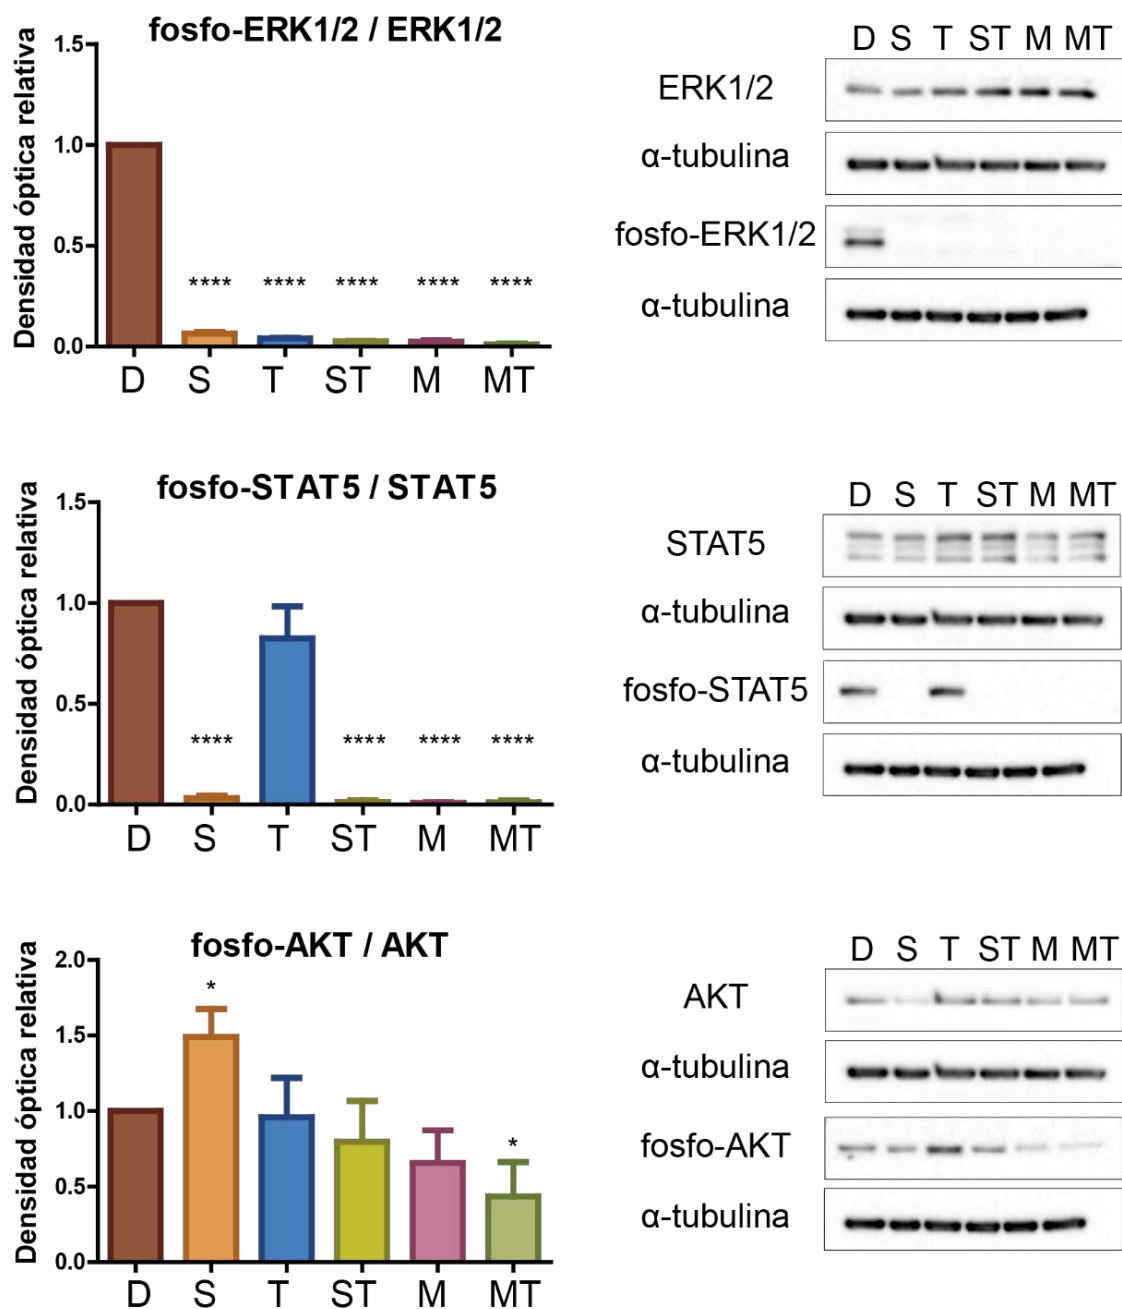 fosfo-ERK1/2 / ERK1/2
Densidad óptica relativa
1.5
1.0
0.5
0.0
**** **** **** **** ****
D S T ST M MT
D S T ST M MT
ERK1/2
α-tubulina
fosfo-ERK1/2
α-tubulina
fosfo-STAT5 / STAT5
Densidad óptica relativa
1.5
1.0
0.5
0.0
**** **** **** ****
D S T ST M MT
D S T ST M MT
STAT5
α-tubulina
fosfo-STAT5
α-tubulina
fosfo-AKT / AKT
Densidad óptica relativa
2.0
1.5
1.0
0.5
0.0
*
*
D S T ST M MT
D S T ST M MT
AKT
α-tubulina
fosfo-AKT
α-tubulina